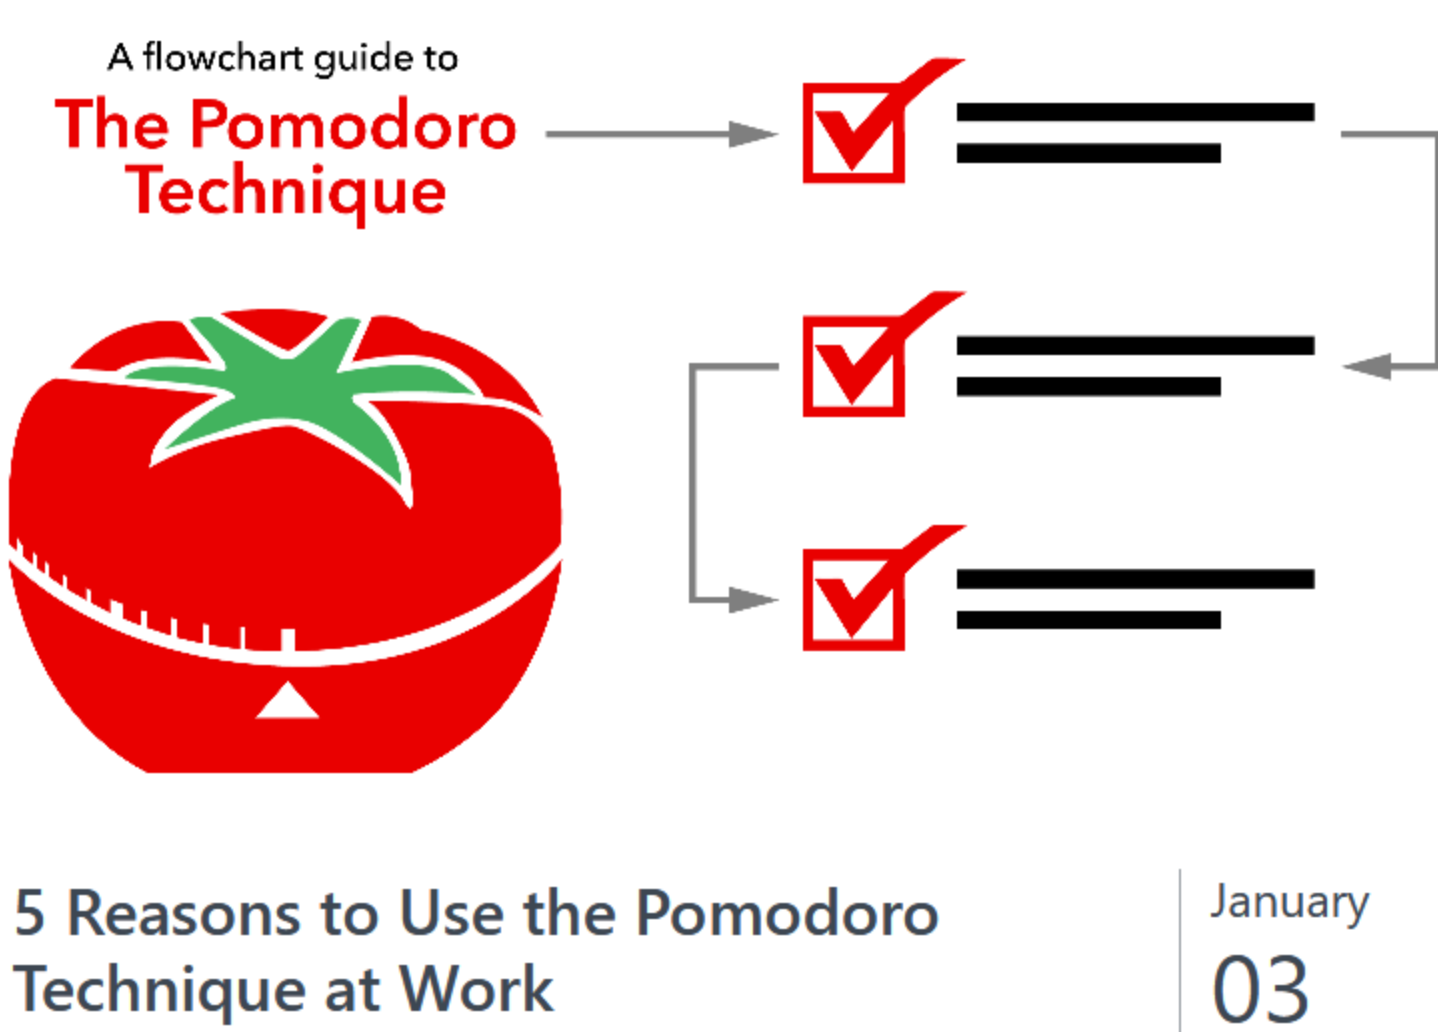 A flowchart guide to
The Pomodoro
Technique
5 Reasons to Use the Pomodoro
Technique at Work
January
03